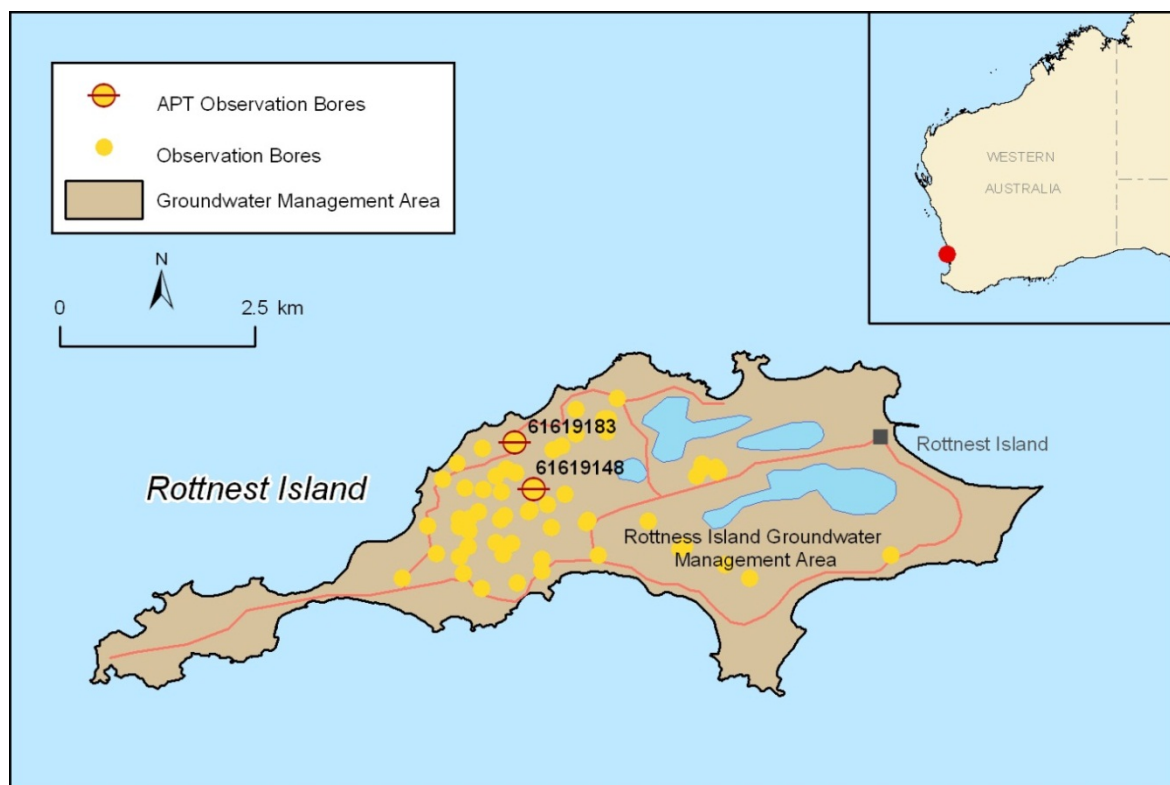 APT Observation Bores
Observation Bores
Groundwater Management Area
N
0 2.5 km
WESTERN
AUSTRALIA
61619183
61619148
Rottnest Island
Rottnest Island
Rottness Island Groundwater
Management Area